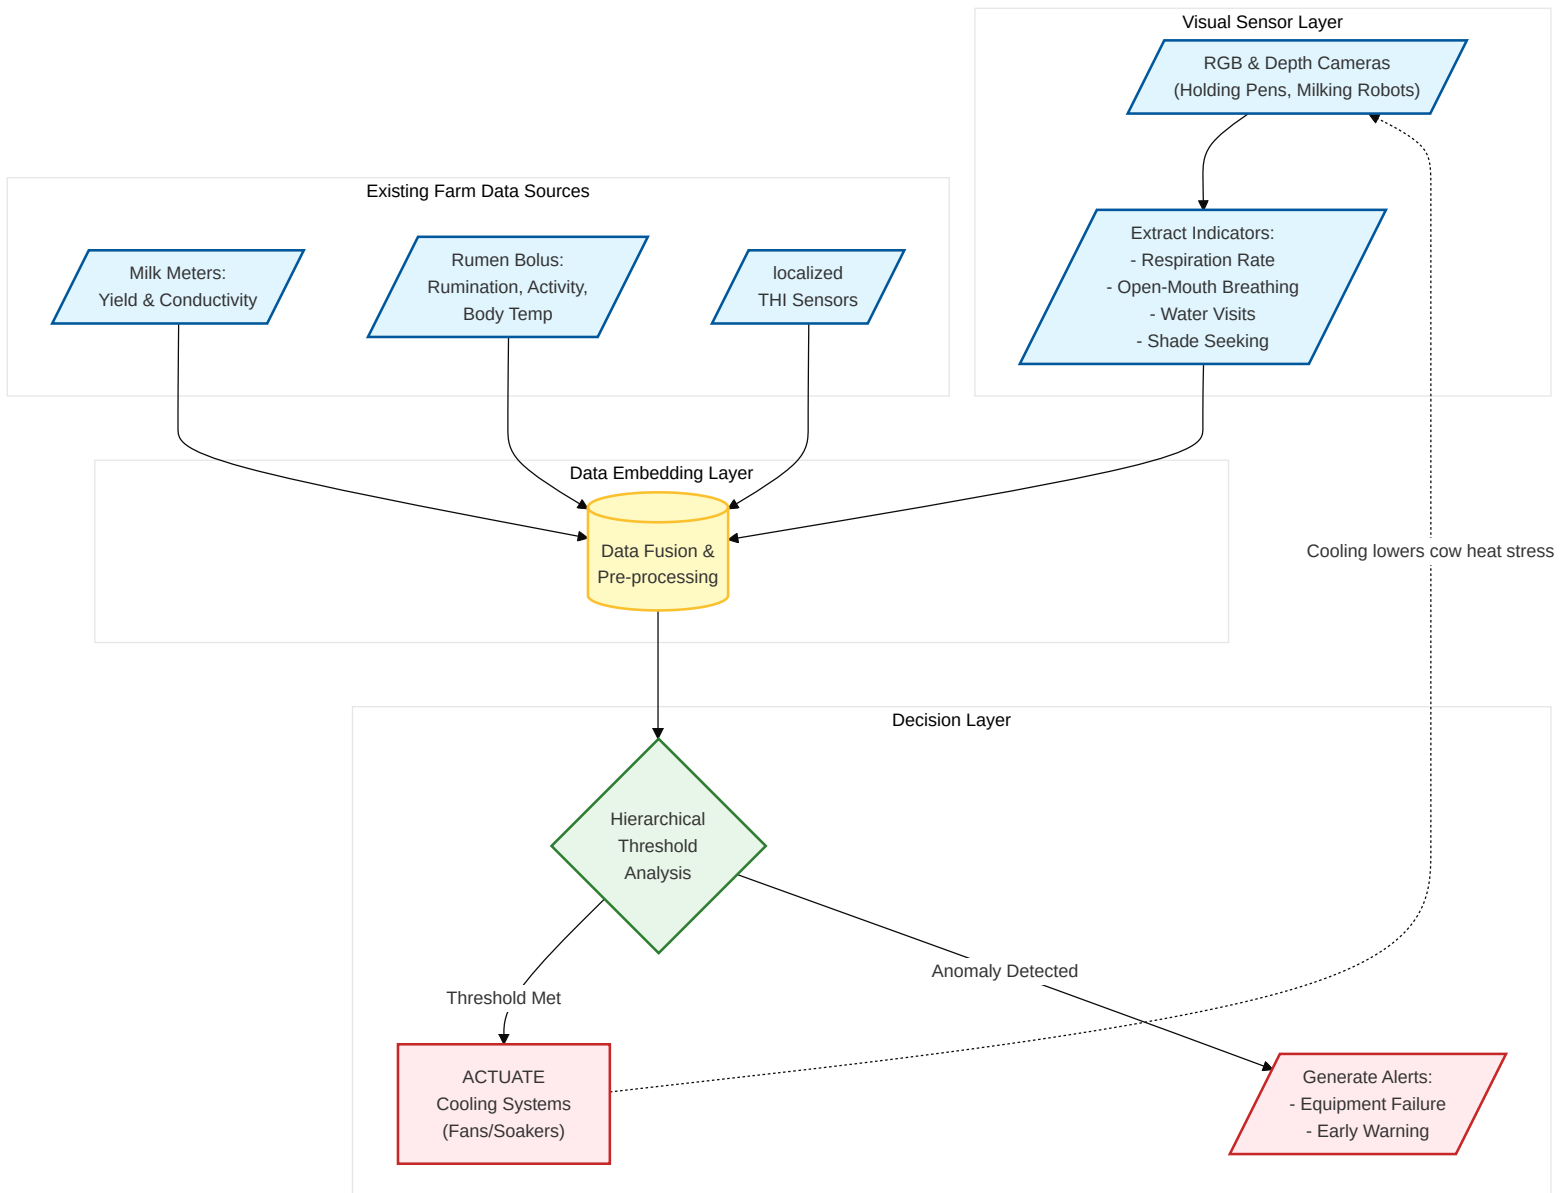 Visual Sensor Layer
RGB & Depth Cameras
(Holding Pens, Milking Robots)
Existing Farm Data Sources
Milk Meters:
Yield & Conductivity
Rumen Bolus:
Rumination, Activity,
Body Temp
localized
THI Sensors
Extract Indicators:
- Respiration Rate
- Open-Mouth Breathing
- Water Visits
- Shade Seeking
Data Embedding Layer
Data Fusion &
Pre-processing
Cooling lowers cow heat stress
Decision Layer
Hierarchical
Threshold
Analysis
Threshold Met
Anomaly Detected
ACTUATE
Cooling Systems
(Fans/Soakers)
Generate Alerts:
- Equipment Failure
- Early Warning